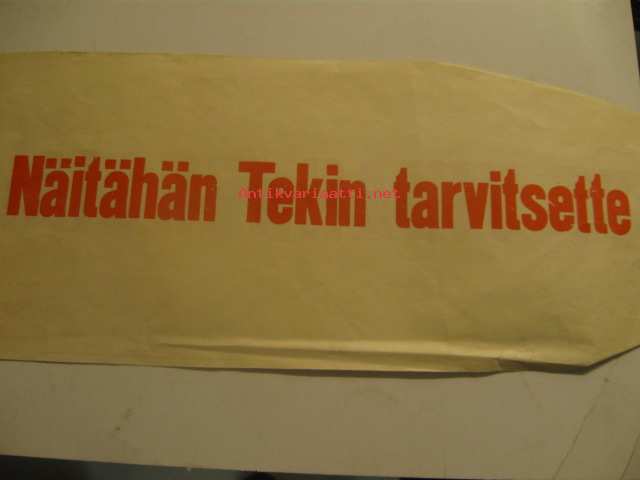 Näitähän Tekin tarvitsette
Antikvariaatti.net